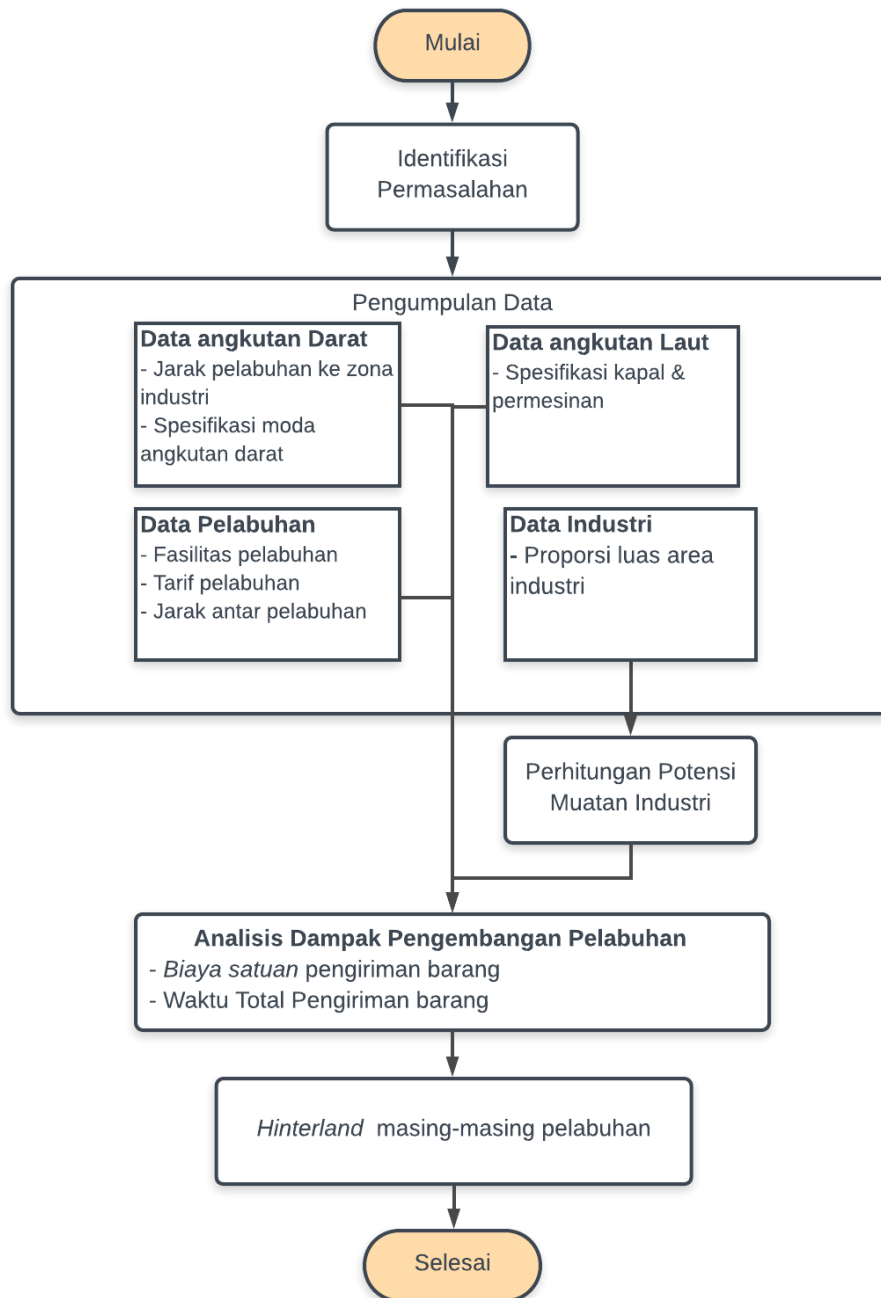 Mulai
Identifikasi
Permasalahan
Pengumpulan Data
Data angkutan Darat
- Jarak pelabuhan ke zona
industri
- Spesifikasi moda
angkutan darat
Data angkutan Laut
- Spesifikasi kapal &
permesinan
Data Pelabuhan
- Fasilitas pelabuhan
- Tarif pelabuhan
- Jarak antar pelabuhan
Data Industri
- Proporsi luas area
industri
Perhitungan Potensi
Muatan Industri
Analisis Dampak Pengembangan Pelabuhan
- Biaya satuan pengiriman barang
- Waktu Total Pengiriman barang
Hinterland masing-masing pelabuhan
Selesai